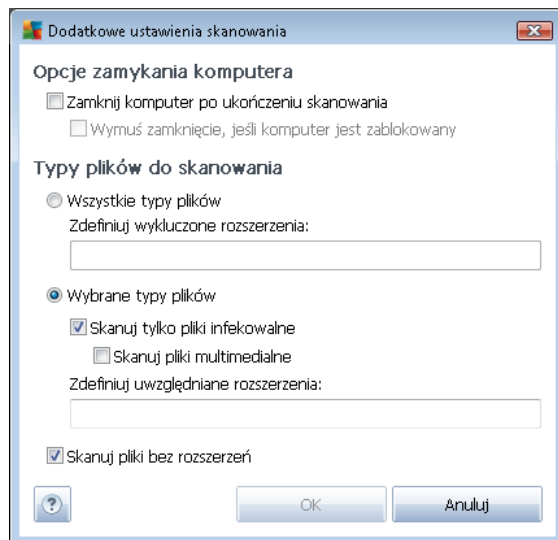 Dodatkowe ustawienia skanowania
Opcje zamykania komputera
Zamknij komputer po ukończeniu skanowania
Wymuś zamknięcie, jeśli komputer jest zablokowany
Typy plików do skanowania
Wszystkie typy plików
Zdefiniuj wykluczone rozszerzenia:
Wybrane typy plików
Skanuj tylko pliki infekowalne
Skanuj pliki multimedialne
Zdefiniuj uwzględniane rozszerzenia:
Skanuj pliki bez rozszerzeń
? OK Anuluj